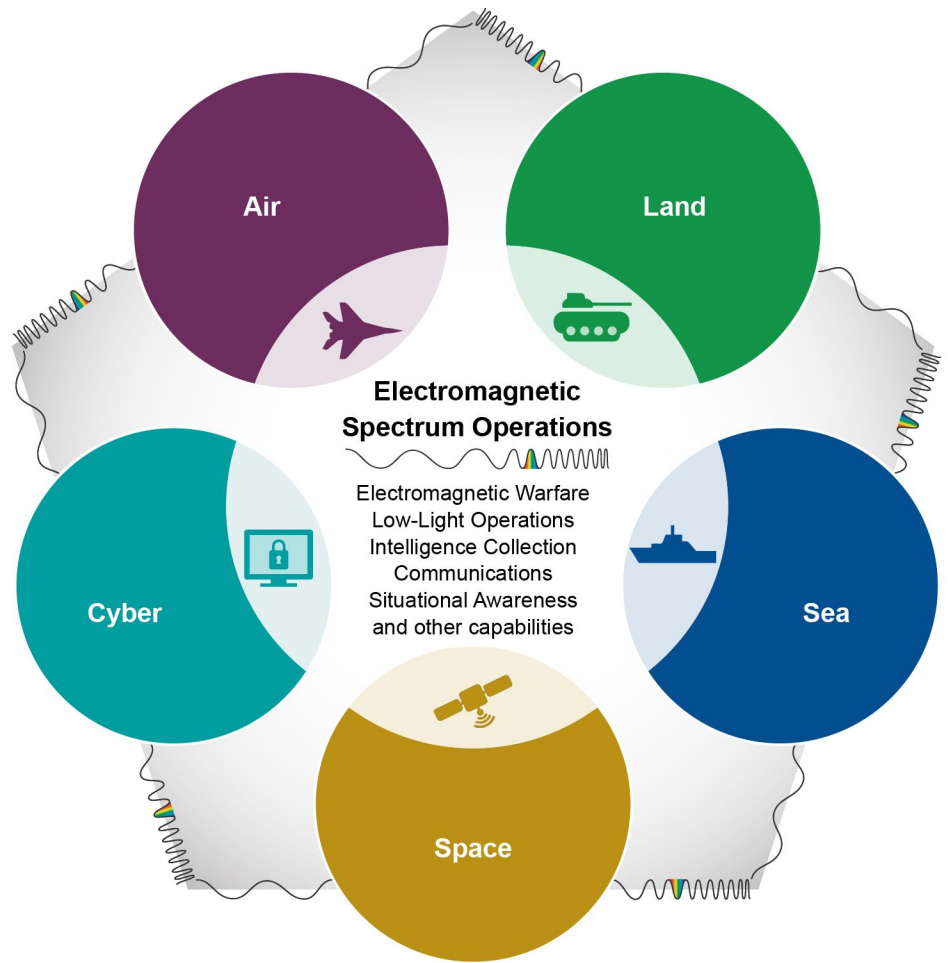 Air
Land
Electromagnetic
Spectrum Operations
Electromagnetic Warfare
Low-Light Operations
Intelligence Collection
Communications
Situational Awareness
and other capabilities
Cyber
Sea
Space